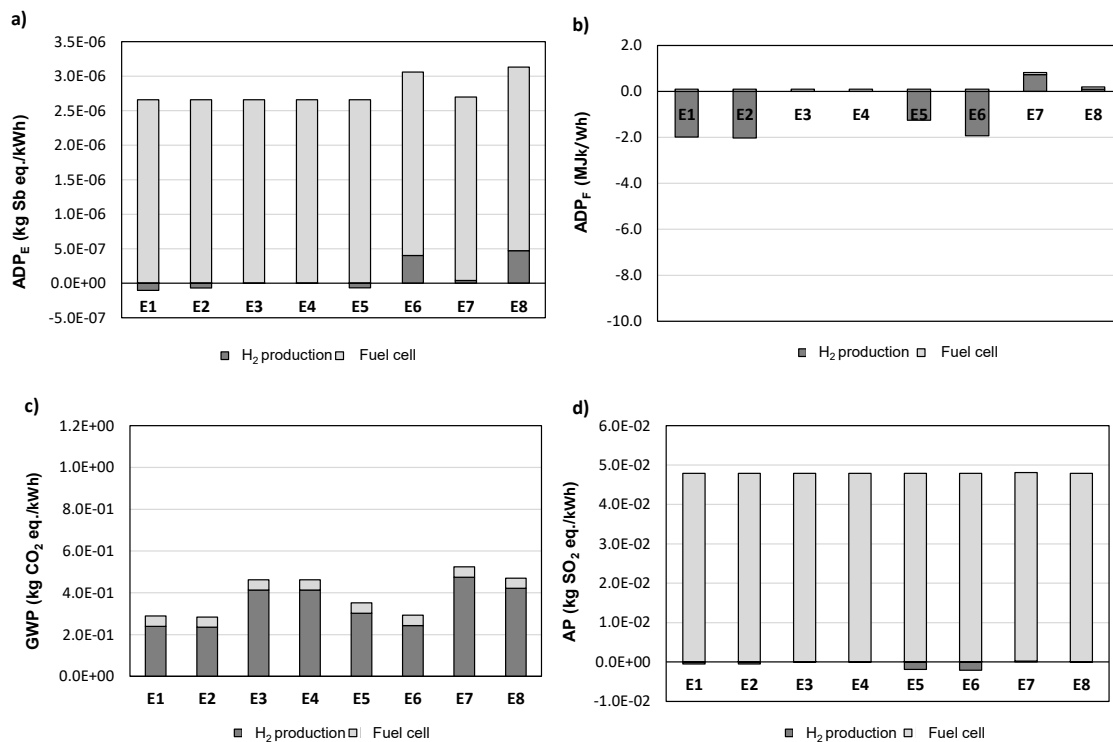 a)
3.5E-06
3.0E-06
2.5E-06
2.0E-06
1.5E-06
1.0E-06
5.0E-07
0.0E+00
-5.0E-07
ADP_E (kg Sb eq./kWh)
E1 E2 E3 E4 E5 E6 E7 E8
H₂ production Fuel cell
b)
2.0
0.0
-2.0
-4.0
-6.0
-8.0
-10.0
ADP_F (MJk/Wh)
E1 E2 E3 E4 E5 E6 E7 E8
H₂ production Fuel cell
c)
1.2E+00
1.0E+00
8.0E-01
6.0E-01
4.0E-01
2.0E-01
0.0E+00
GWP (kg CO₂ eq./kWh)
E1 E2 E3 E4 E5 E6 E7 E8
H₂ production Fuel cell
d)
6.0E-02
5.0E-02
4.0E-02
3.0E-02
2.0E-02
1.0E-02
0.0E+00
-1.0E-02
AP (kg SO₂ eq./kWh)
E1 E2 E3 E4 E5 E6 E7 E8
H₂ production Fuel cell